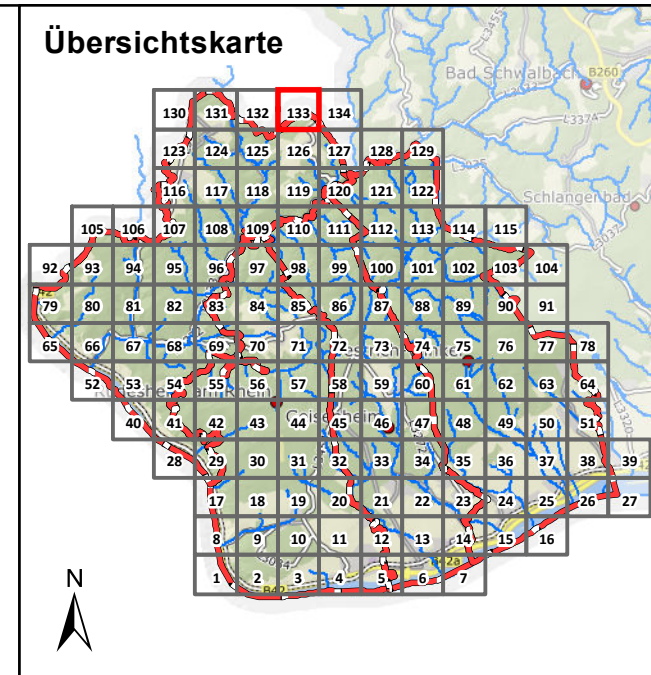 Übersichtskarte
L3455
Bad Schwalbach B260
130 131 132 133 134
L3374
123 124 125 126 127 128 129
L3035
116 117 118 119 120 121 122
Schlangenbad
105 106 107 108 109 110 111 112 113 114 115
L3037
92 93 94 95 96 97 98 99 100 101 102 103 104
79 80 81 82 83 84 85 86 87 88 89 90 91
65 66 67 68 69 70 71 72 73 74 75 76 77 78
52 53 54 55 56 57 58 59 60 61 62 63 64
40 41 42 43 44 45 46 47 48 49 50 51
L3320
28 29 30 31 32 33 34 35 36 37 38 39
17 18 19 20 21 22 23 24 25 26 27
8 9 10 11 12 13 14 15 16
L3034
B42a
1 2 3 4 5 6 7
B42
N